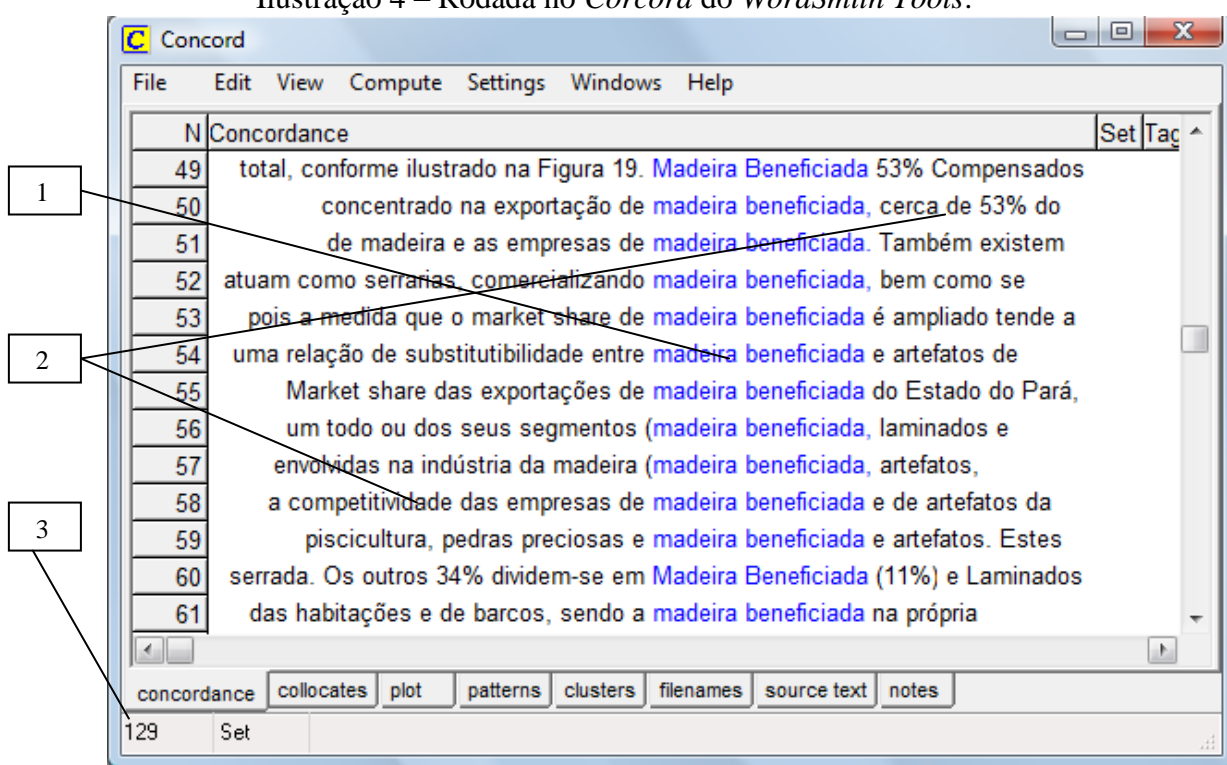 Ilustração 4 – Rodada no Corcord do WordSmith Tools.
C Concord
File Edit View Compute Settings Windows Help
N Concordance Set Tag
49 total, conforme ilustrado na Figura 19. Madeira Beneficiada 53% Compensados
1
50 concentrado na exportação de madeira beneficiada, cerca de 53% do
51 de madeira e as empresas de madeira beneficiada. Também existem
52 atuam como serrarias, comercializando madeira beneficiada, bem como se
53 pois a medida que o market share de madeira beneficiada é ampliado tende a
2
54 uma relação de substitutibilidade entre madeira beneficiada e artefatos de
55 Market share das exportações de madeira beneficiada do Estado do Pará,
56 um todo ou dos seus segmentos (madeira beneficiada, laminados e
57 envolvidas na indústria da madeira (madeira beneficiada, artefatos,
58 a competitividade das empresas de madeira beneficiada e de artefatos da
3
59 piscicultura, pedras preciosas e madeira beneficiada e artefatos. Estes
60 serrada. Os outros 34% dividem-se em Madeira Beneficiada (11%) e Laminados
61 das habitações e de barcos, sendo a madeira beneficiada na própria
concordance collocates plot patterns clusters filenames source text notes
129 Set